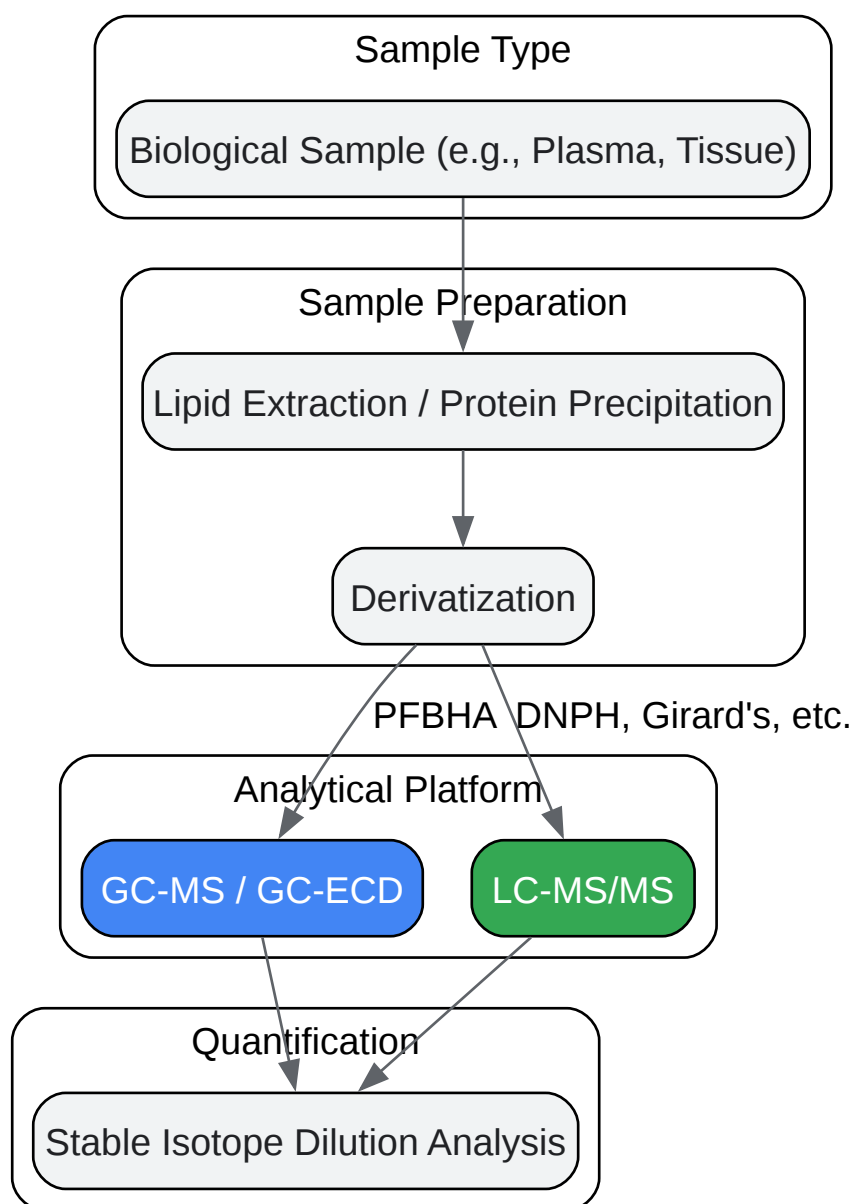 Sample Type
Biological Sample (e.g., Plasma, Tissue)
Sample Preparation
Lipid Extraction / Protein Precipitation
Derivatization
PFBHA DNPH, Girard's, etc.
Analytical Platform
GC-MS / GC-ECD LC-MS/MS
Quantification
Stable Isotope Dilution Analysis